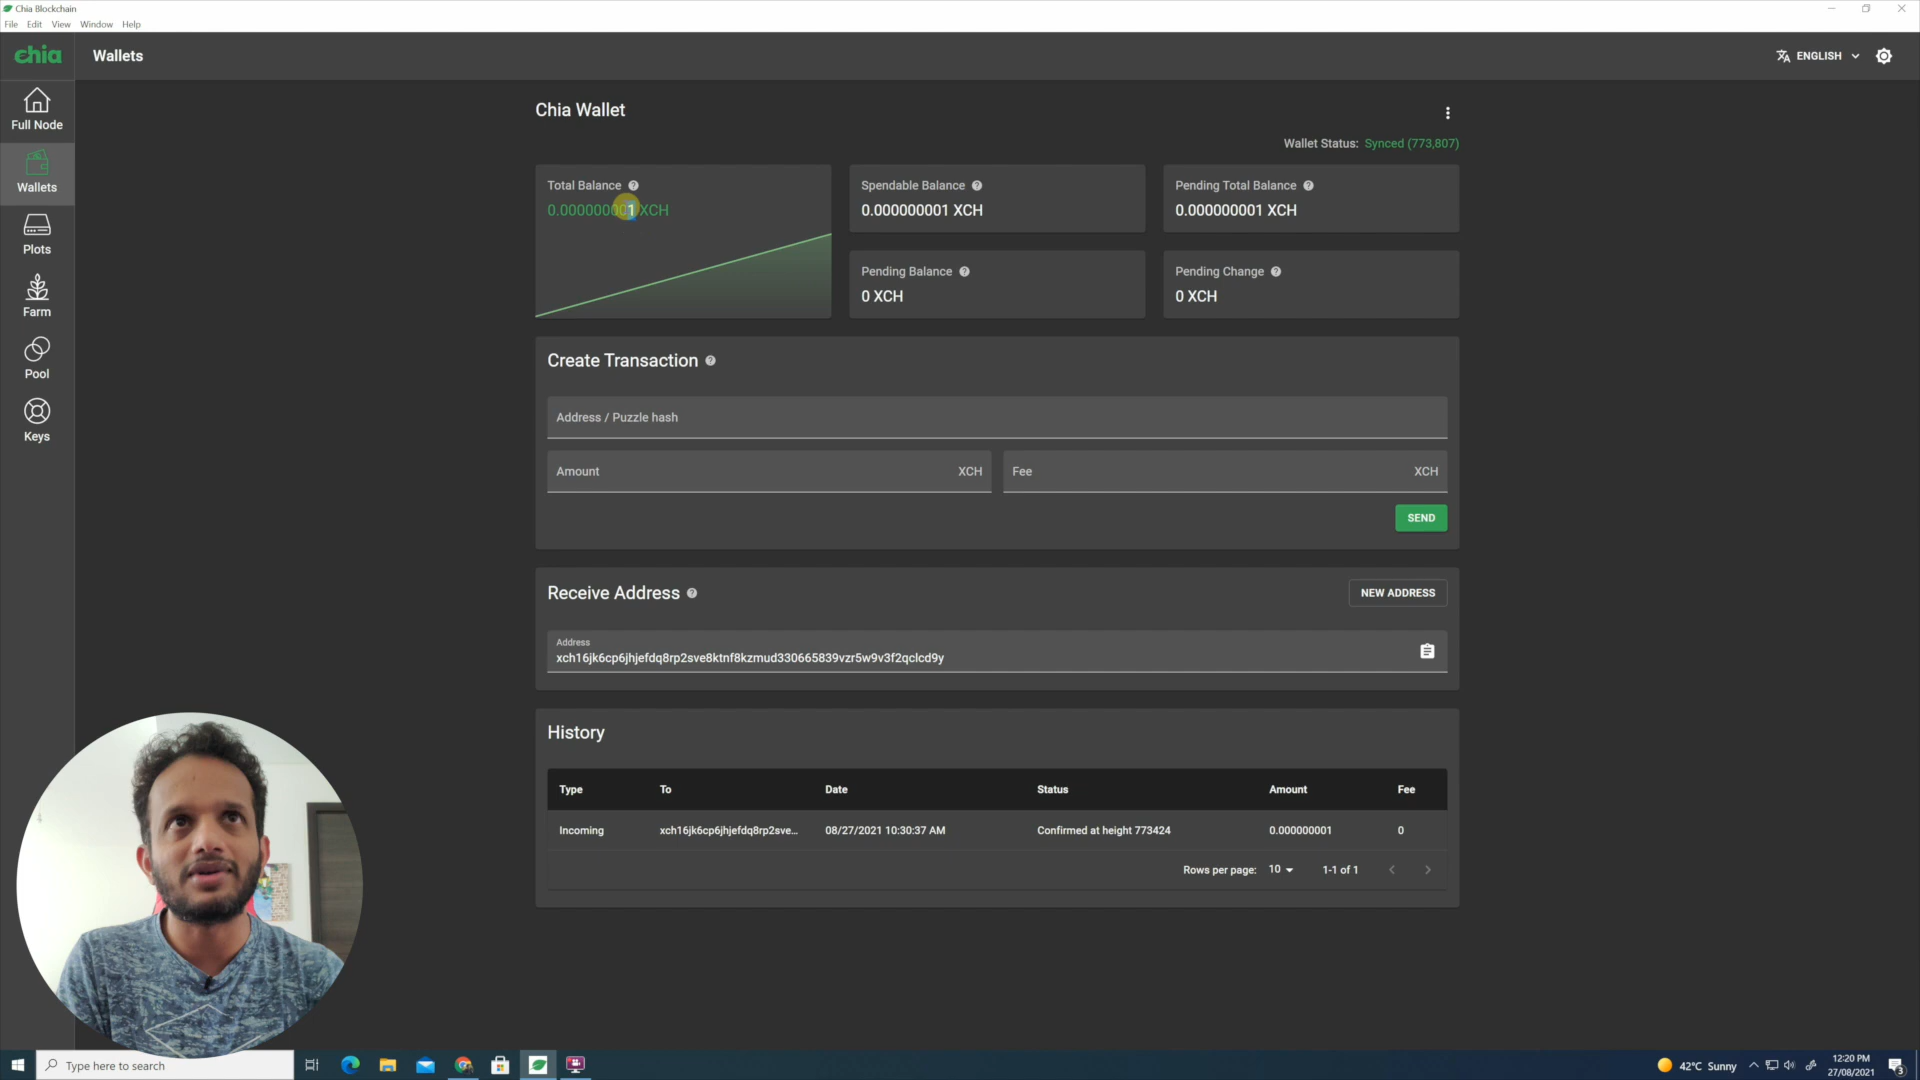 Chia Blockchain
File Edit View Window Help
chia
Wallets
ENGLISH
Full Node
Wallets
Plots
Farm
Pool
Keys
Chia Wallet
Wallet Status: Synced (773,807)
Total Balance
0.000000001 XCH
Spendable Balance
0.000000001 XCH
Pending Total Balance
0.000000001 XCH
Pending Balance
0 XCH
Pending Change
0 XCH
Create Transaction
Address / Puzzle hash
Amount XCH
Fee XCH
SEND
Receive Address
NEW ADDRESS
Address
xch16jk6cp6jhjefdq8rp2sve8ktnf8kzmud330665839vzr5w9v3f2qclcd9y
History
Type To Date Status Amount Fee
Incoming xch16jk6cp6jhjefdq8rp2sve... 08/27/2021 10:30:37 AM Confirmed at height 773424 0.000000001 0
Rows per page: 10 1-1 of 1
Type here to search
42°C Sunny
12:20 PM
27/08/2021
3